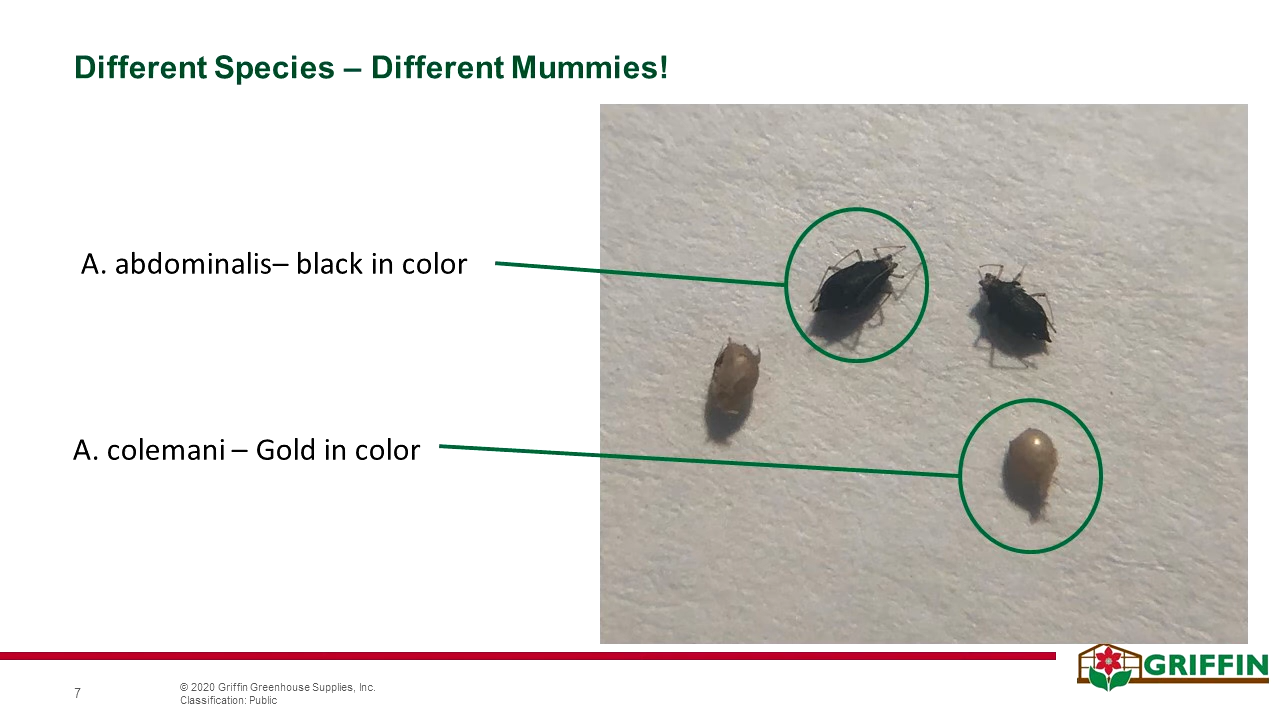 Different Species – Different Mummies!
A. abdominalis– black in color
A. colemani – Gold in color
7
© 2020 Griffin Greenhouse Supplies, Inc.
Classification: Public
GRIFFIN